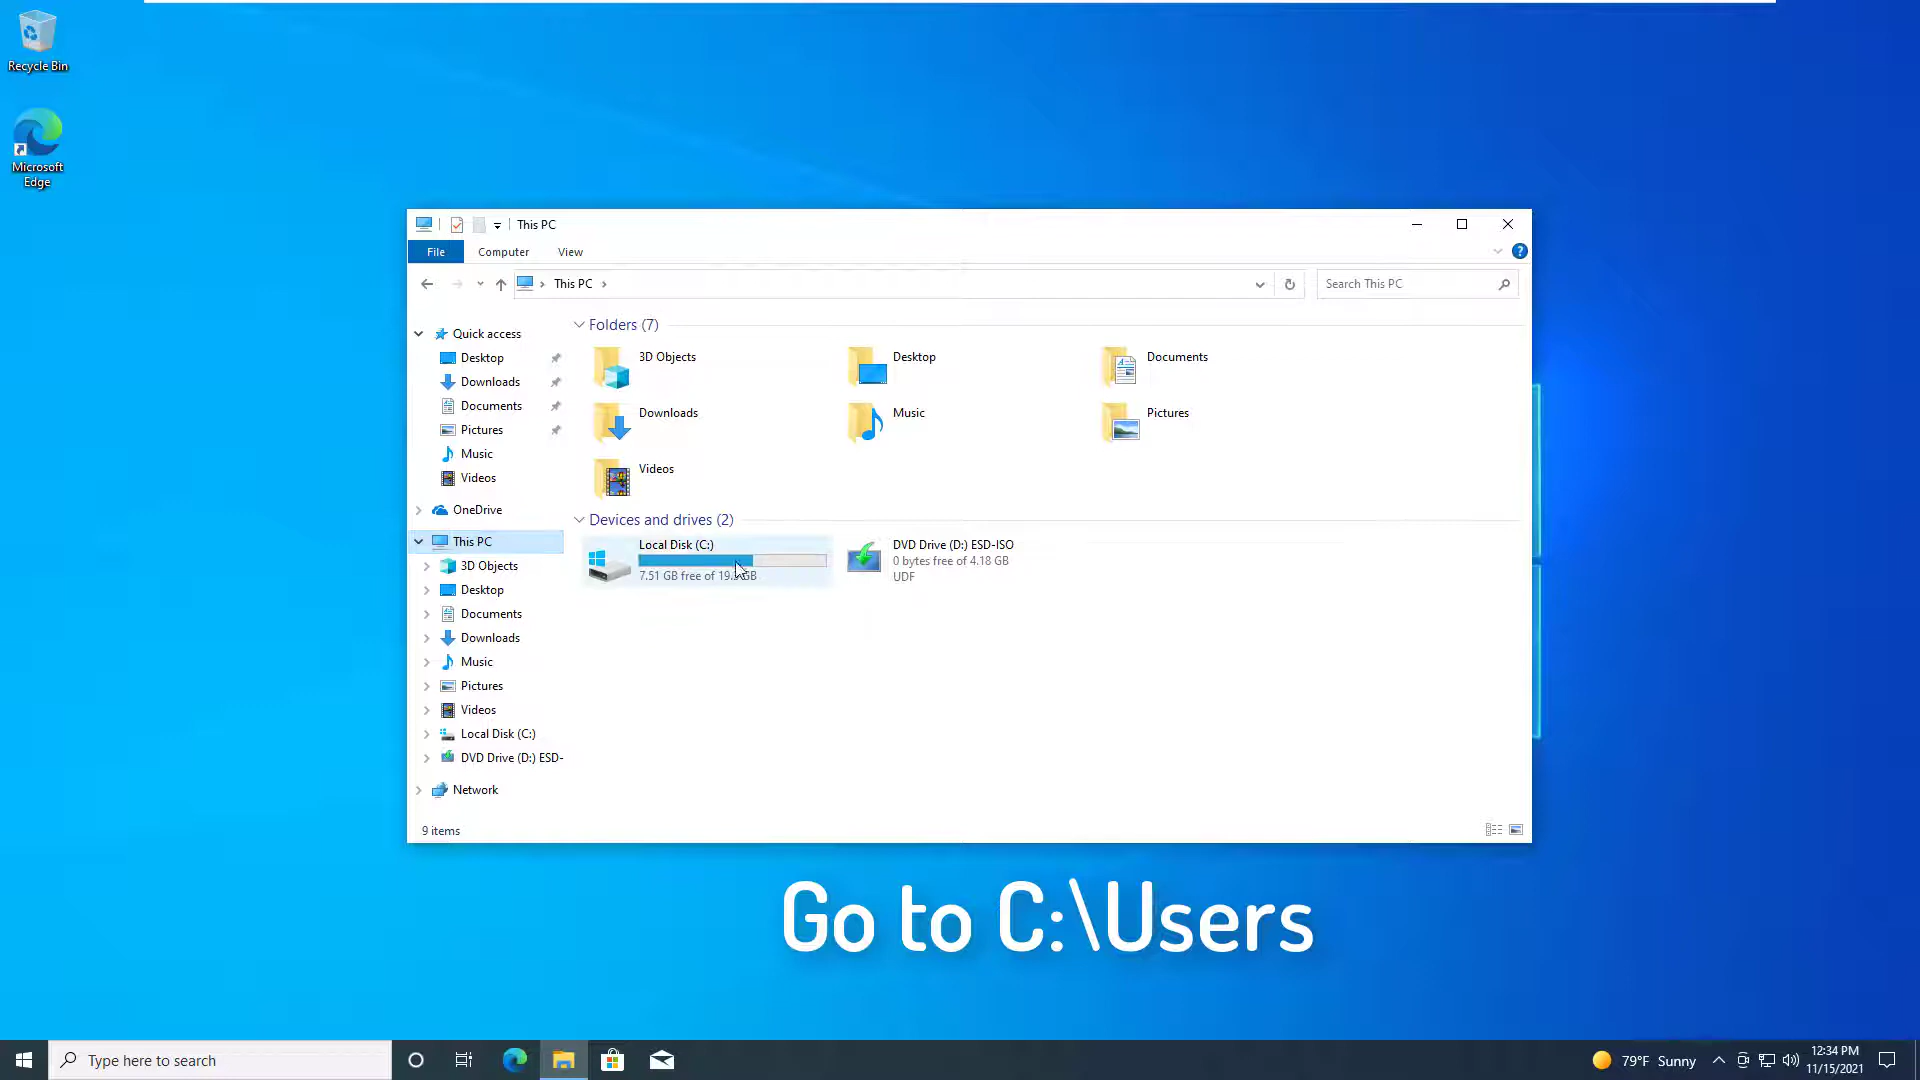 Recycle Bin
Microsoft
Edge
This PC
File
Computer
View
This PC
Search This PC
Quick access
Desktop
Downloads
Documents
Pictures
Music
Videos
OneDrive
This PC
3D Objects
Desktop
Documents
Downloads
Music
Pictures
Videos
Local Disk (C:)
DVD Drive (D:) ESD-
Network
Folders (7)
3D Objects
Desktop
Documents
Downloads
Music
Pictures
Videos
Devices and drives (2)
Local Disk (C:)
7.51 GB free of GB
DVD Drive (D:) ESD-ISO
0 bytes free of 4.18 GB
UDF
9 items
Go to C:\Users
Type here to search
79°F Sunny
12:34 PM
11/15/2021